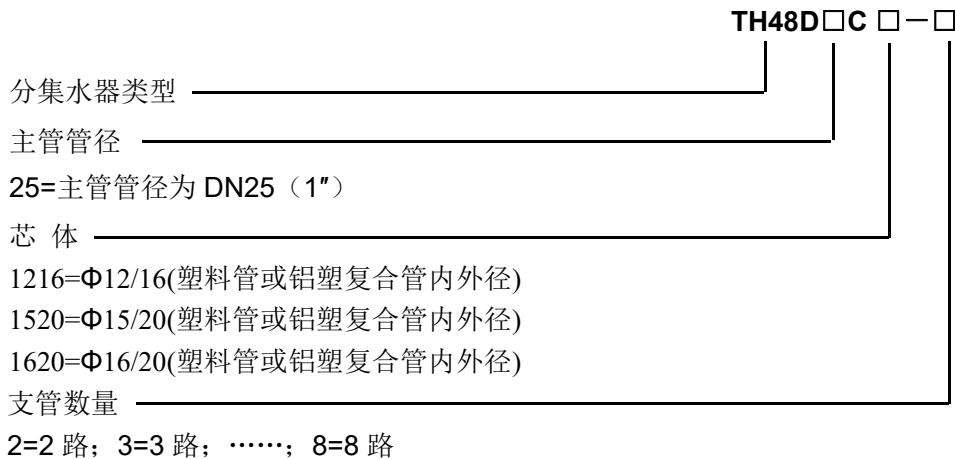 TH48D□C □－□
分集水器类型
主管管径
25=主管管径为 DN25（1″）
芯 体
1216=Φ12/16(塑料管或铝塑复合管内外径)
1520=Φ15/20(塑料管或铝塑复合管内外径)
1620=Φ16/20(塑料管或铝塑复合管内外径)
支管数量
2=2 路；3=3 路；……；8=8 路